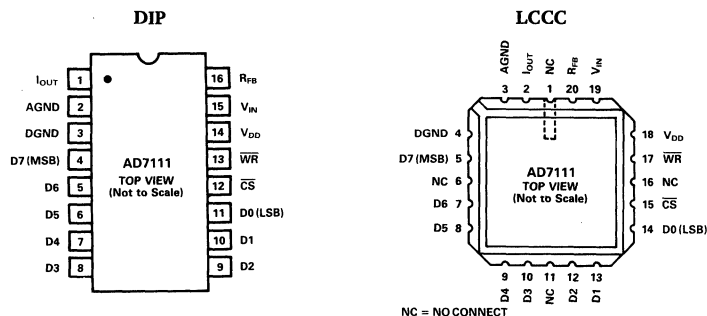 DIP
I_OUT 1
AGND 2
DGND 3
D7 (MSB) 4
D6 5
D5 6
D4 7
D3 8
AD7111
TOP VIEW
(Not to Scale)
16 R_FB
15 V_IN
14 V_DD
13 W̅R̅
12 C̅S̅
11 D0 (LSB)
10 D1
9 D2
LCCC
AGND I_OUT NC R_FB V_IN
3 2 1 20 19
DGND 4
D7 (MSB) 5
NC 6
D6 7
D5 8
AD7111
TOP VIEW
(Not to Scale)
18 V_DD
17 W̅R̅
16 NC
15 C̅S̅
14 D0 (LSB)
9 10 11 12 13
D4 D3 NC D2 D1
NC = NO CONNECT